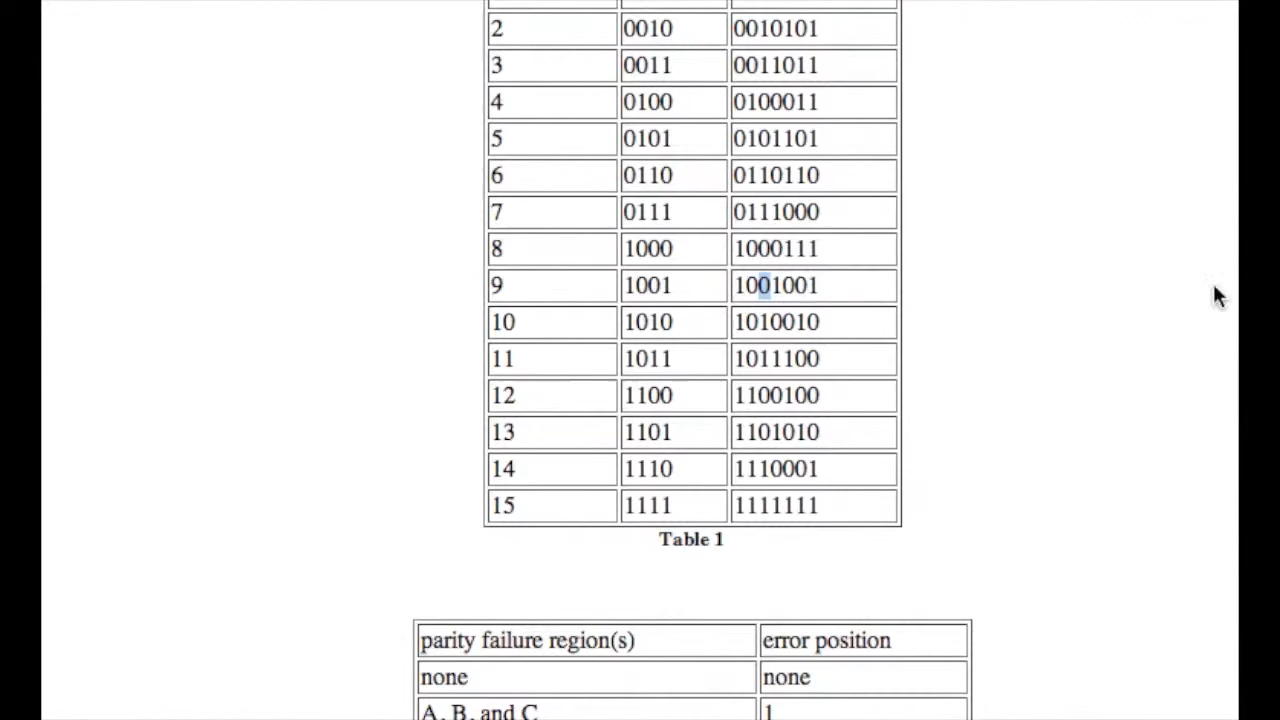 2 0010 0010101
3 0011 0011011
4 0100 0100011
5 0101 0101101
6 0110 0110110
7 0111 0111000
8 1000 1000111
9 1001 1001001
10 1010 1010010
11 1011 1011100
12 1100 1100100
13 1101 1101010
14 1110 1110001
15 1111 1111111
Table 1
parity failure region(s) error position
none none
A, B, and C 1